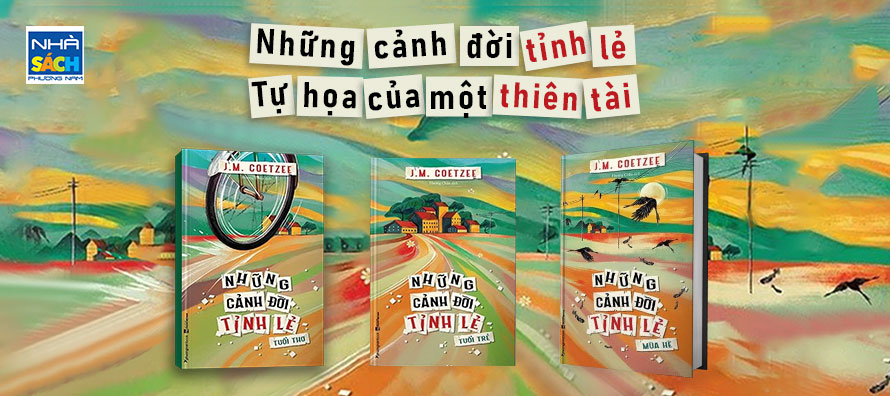 NHÀ
SÁCH
PHƯƠNG NAM
Những cảnh đời tỉnh lẻ
Tự họa của một thiên tài
J.M. COETZEE
NHỮNG
CẢNH ĐỜI
TỈNH LẺ
TUỔI THƠ
J.M. COETZEE
NHỮNG
CẢNH ĐỜI
TỈNH LẺ
TUỔI TRẺ
J.M. COETZEE
NHỮNG
CẢNH ĐỜI
TỈNH LẺ
MÙA HÈ